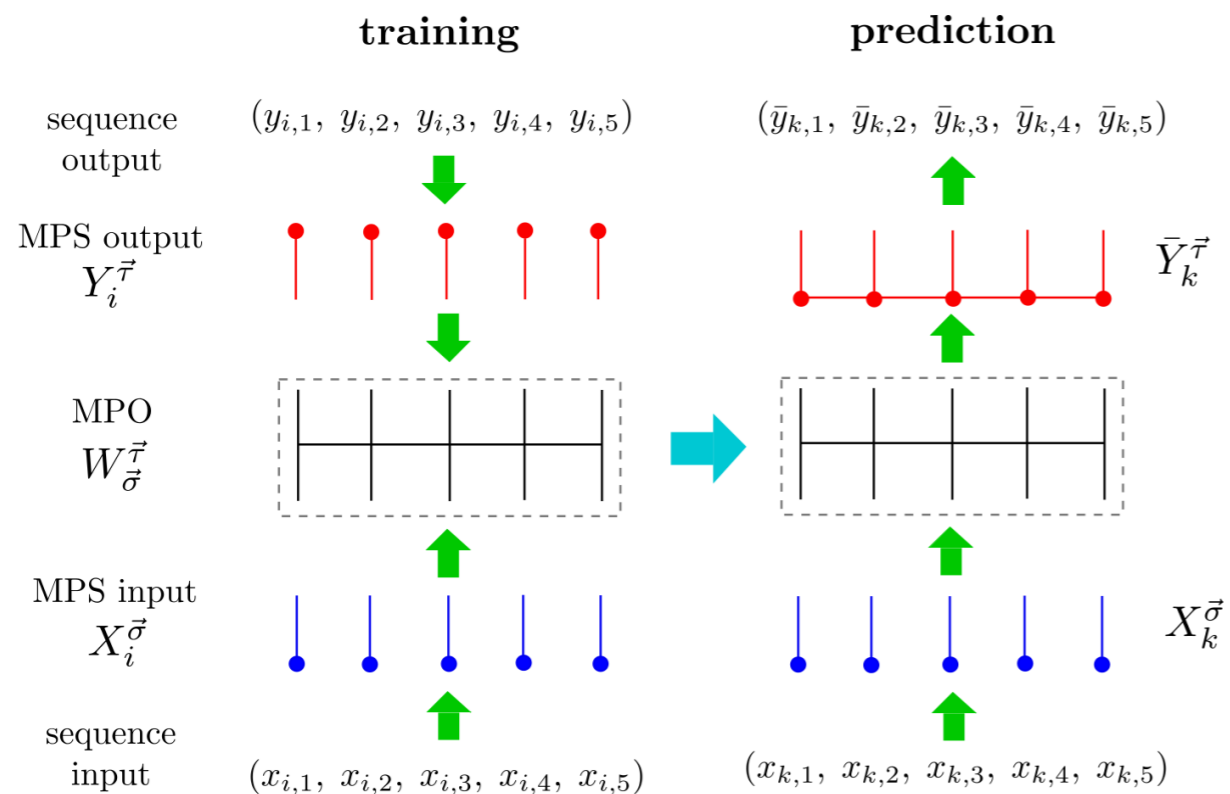 training prediction
sequence output (y_{i,1}, y_{i,2}, y_{i,3}, y_{i,4}, y_{i,5}) (ȳ_{k,1}, ȳ_{k,2}, ȳ_{k,3}, ȳ_{k,4}, ȳ_{k,5})
MPS output
Y_i^{\vec{τ}} Ȳ_k^{\vec{τ}}
MPO
W_{\vec{σ}}^{\vec{τ}}
MPS input
X_i^{\vec{σ}} X_k^{\vec{σ}}
sequence
input (x_{i,1}, x_{i,2}, x_{i,3}, x_{i,4}, x_{i,5}) (x_{k,1}, x_{k,2}, x_{k,3}, x_{k,4}, x_{k,5})